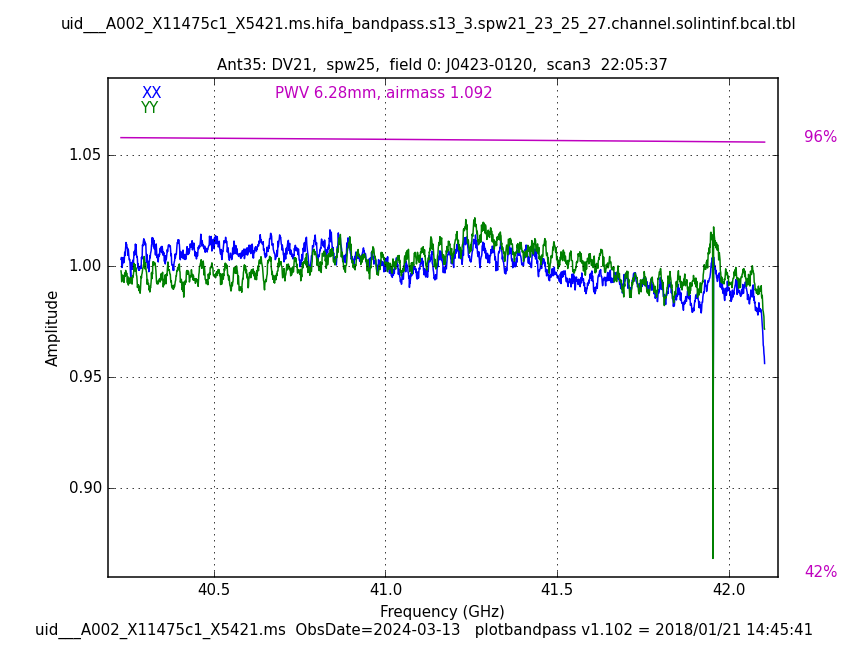 uid___A002_X11475c1_X5421.ms.hifa_bandpass.s13_3.spw21_23_25_27.channel.solintinf.bcal.tbl
Ant35: DV21,  spw25,  field 0: J0423-0120,  scan3  22:05:37
XX
PWV 6.28mm, airmass 1.092
YY
96%
1.05
1.00
0.95
0.90
42%
Amplitude
40.5
41.0
41.5
42.0
Frequency (GHz)
uid___A002_X11475c1_X5421.ms  ObsDate=2024-03-13   plotbandpass v1.102 = 2018/01/21 14:45:41